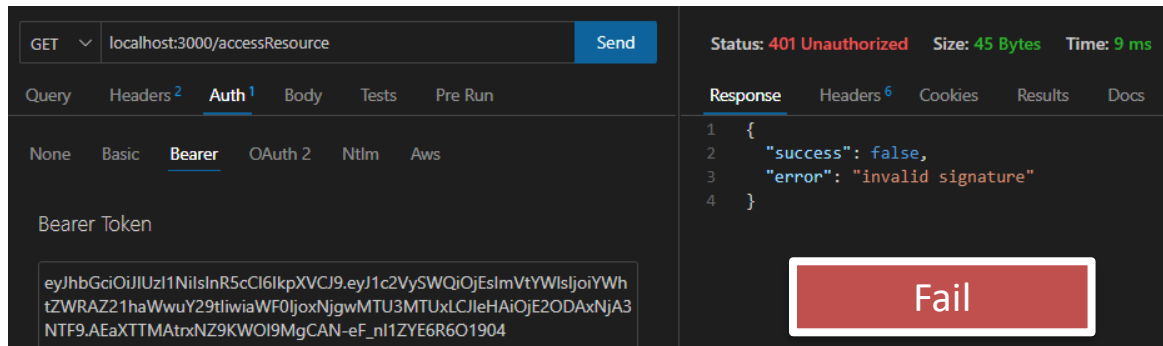 GET localhost:3000/accessResource Send
Query Headers 2 Auth 1 Body Tests Pre Run
None Basic Bearer OAuth 2 Ntlm Aws
Bearer Token
eyJhbGciOiJIUzI1NiIsInR5cCI6IkpXVCJ9.eyJ1c2VySWQiOjEsImVtYWlsIjoiYWh
tZWRAZ21haWwuY29tIiwiaWF0IjoxNjgwMTU3MTUxLCJleHAiOjE2ODAxNjA3
NTF9.AEaXTTMAtrxNZ9KWOI9MgCAN-eF_nI1ZYE6R6O1904
Status: 401 Unauthorized Size: 45 Bytes Time: 9 ms
Response Headers 6 Cookies Results Docs
1 {
2 "success": false,
3 "error": "invalid signature"
4 }
Fail